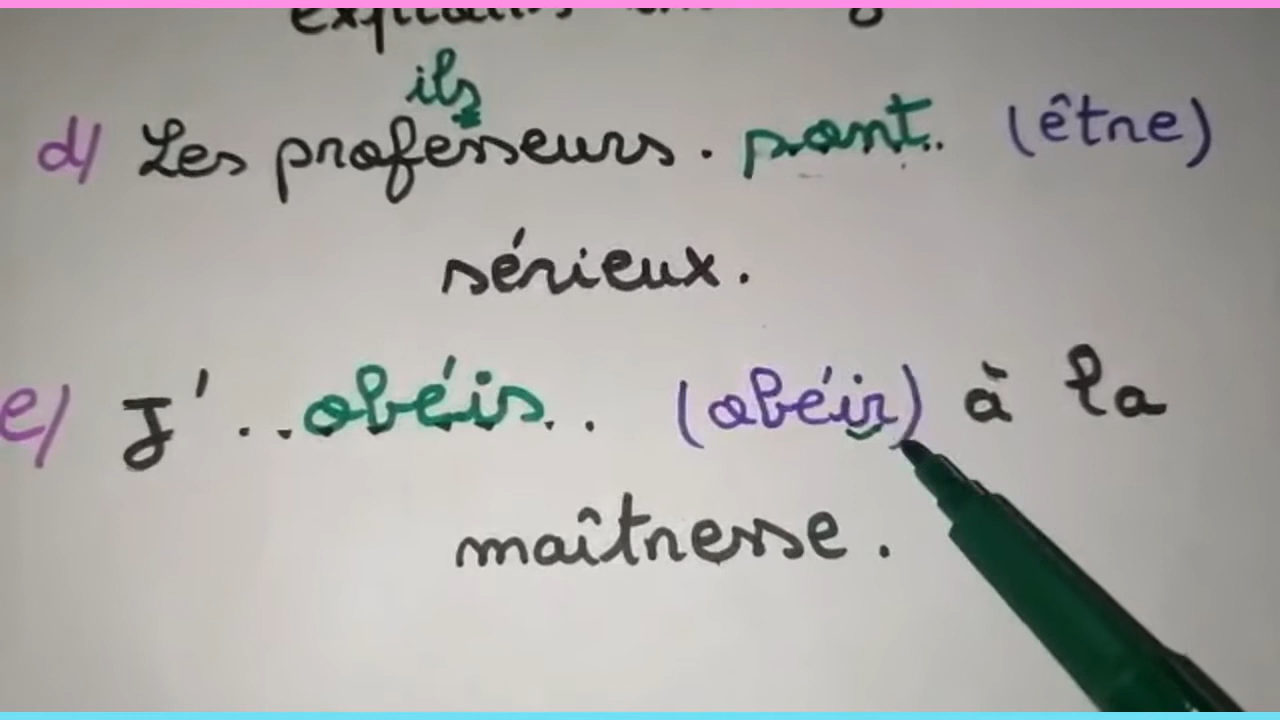 ils
d) Les professeurs . sont. (être)
sérieux.
e) J' ..obéis.. (obéir) à la
maîtresse.